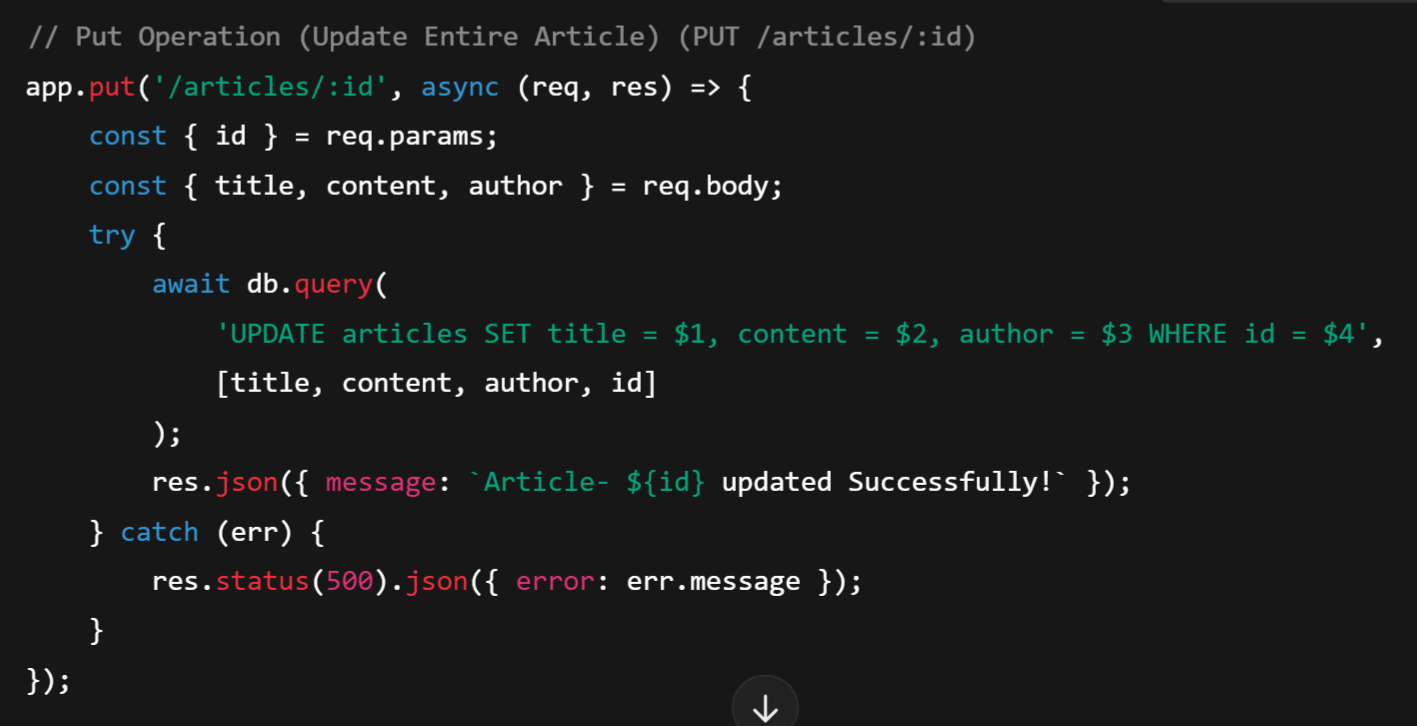 // Put Operation (Update Entire Article) (PUT /articles/:id)
app.put('/articles/:id', async (req, res) => {
    const { id } = req.params;
    const { title, content, author } = req.body;
    try {
        await db.query(
            'UPDATE articles SET title = $1, content = $2, author = $3 WHERE id = $4',
            [title, content, author, id]
        );
        res.json({ message: `Article- ${id} updated Successfully!` });
    } catch (err) {
        res.status(500).json({ error: err.message });
    }
});